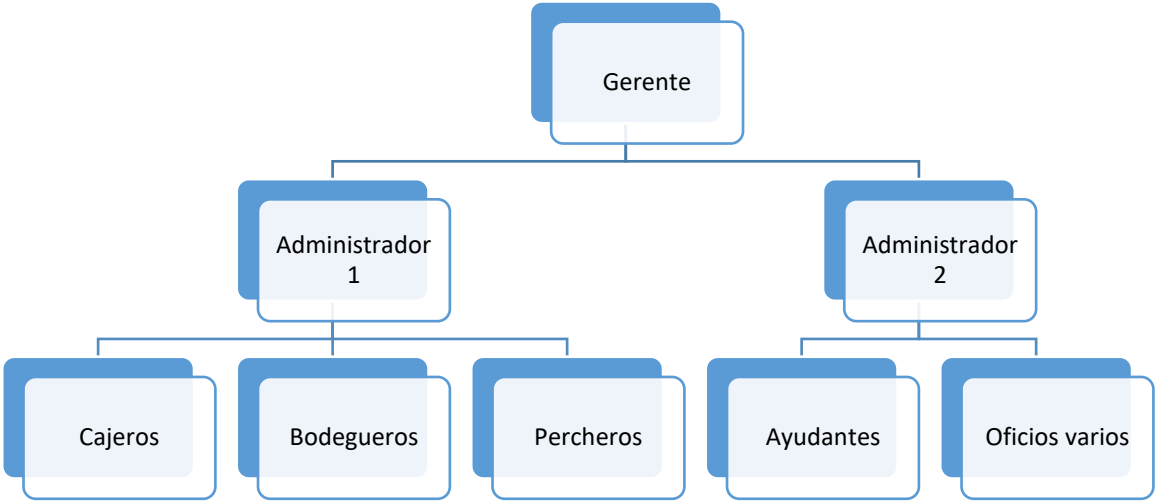 Gerente
Administrador
1
Administrador
2
Cajeros
Bodegueros
Percheros
Ayudantes
Oficios varios